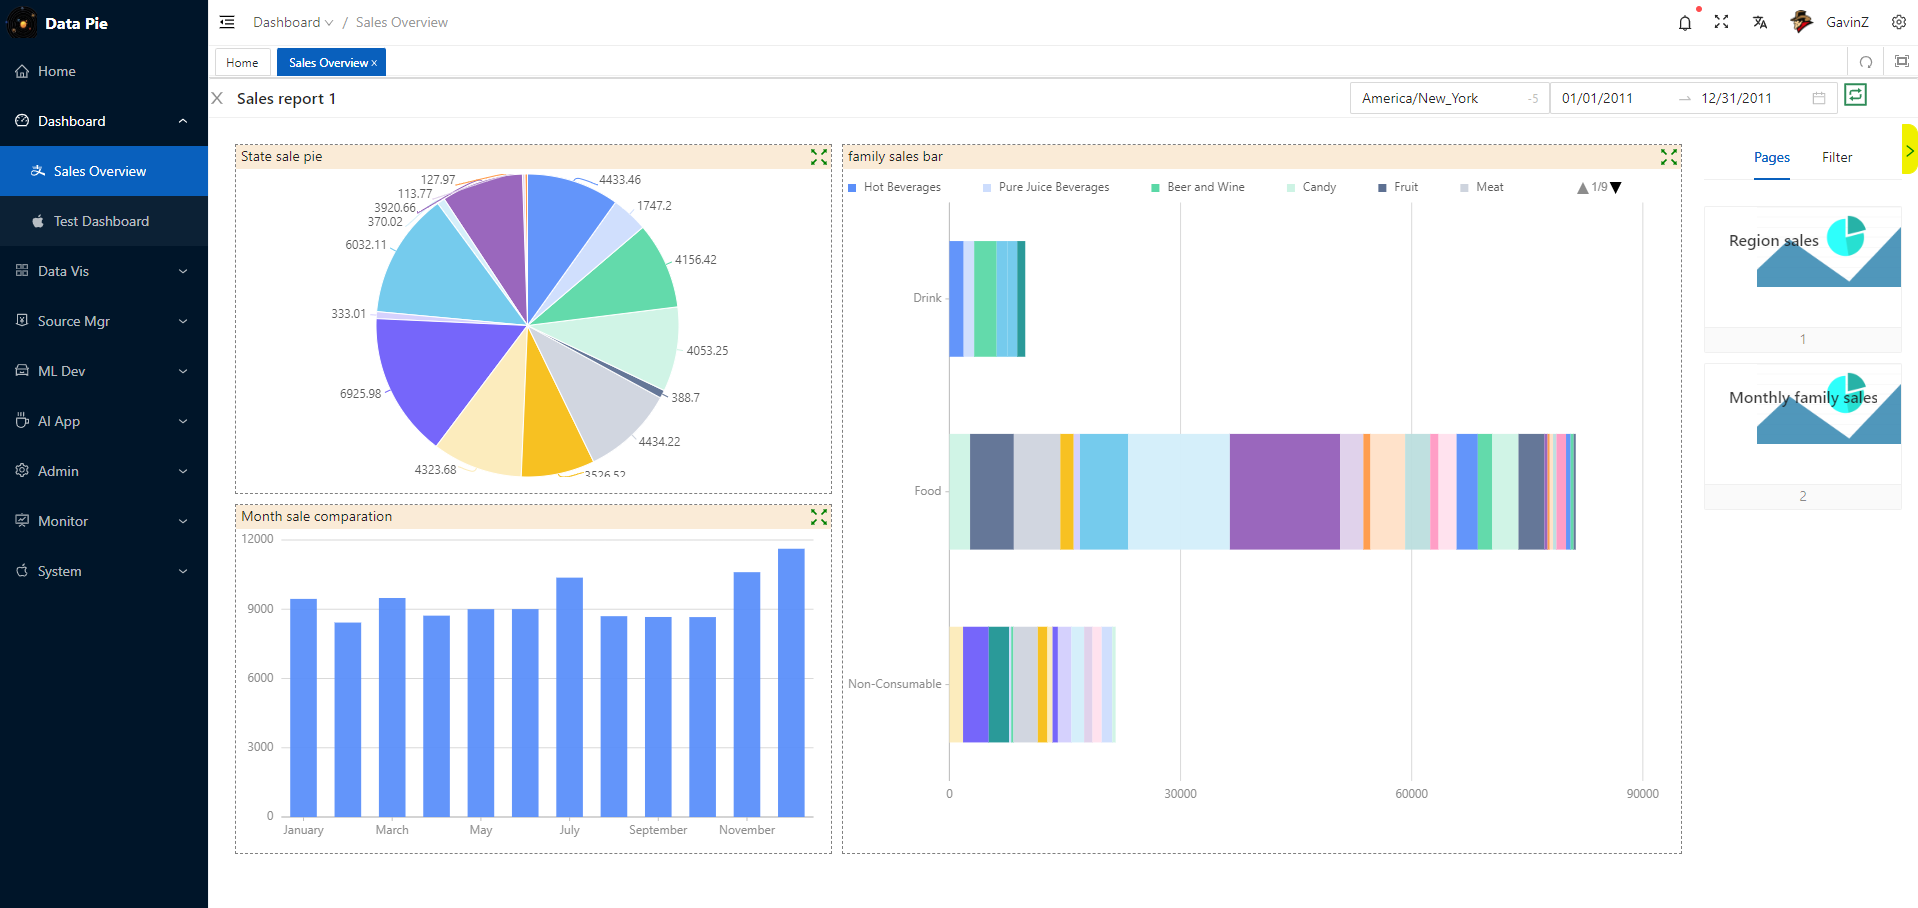 Data Pie
Home
Dashboard
Sales Overview
Test Dashboard
Data Vis
Source Mgr
ML Dev
AI App
Admin
Monitor
System
Dashboard / Sales Overview
GavinZ
Home
Sales Overview ×
Sales report 1
America/New_York -5
01/01/2011 → 12/31/2011
State sale pie
4433.46
1747.2
4156.42
4053.25
388.7
4434.22
3526.52
4323.68
6925.98
333.01
6032.11
370.02
3920.66
113.77
127.97
Month sale comparation
12000
9000
6000
3000
0
January March May July September November
family sales bar
Hot Beverages Pure Juice Beverages Beer and Wine Candy Fruit Meat ▲ 1/9 ▼
Drink
Food
Non-Consumable
0 30000 60000 90000
Pages Filter
Region sales
1
Monthly family sales
2